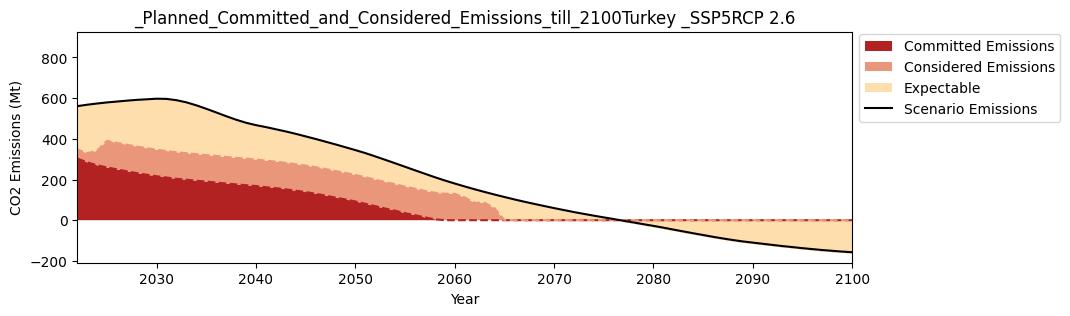 _Planned_Committed_and_Considered_Emissions_till_2100Turkey _SSP5RCP 2.6
CO2 Emissions (Mt)
800
600
400
200
0
−200
2030 2040 2050 2060 2070 2080 2090 2100
Year
Committed Emissions
Considered Emissions
Expectable
Scenario Emissions